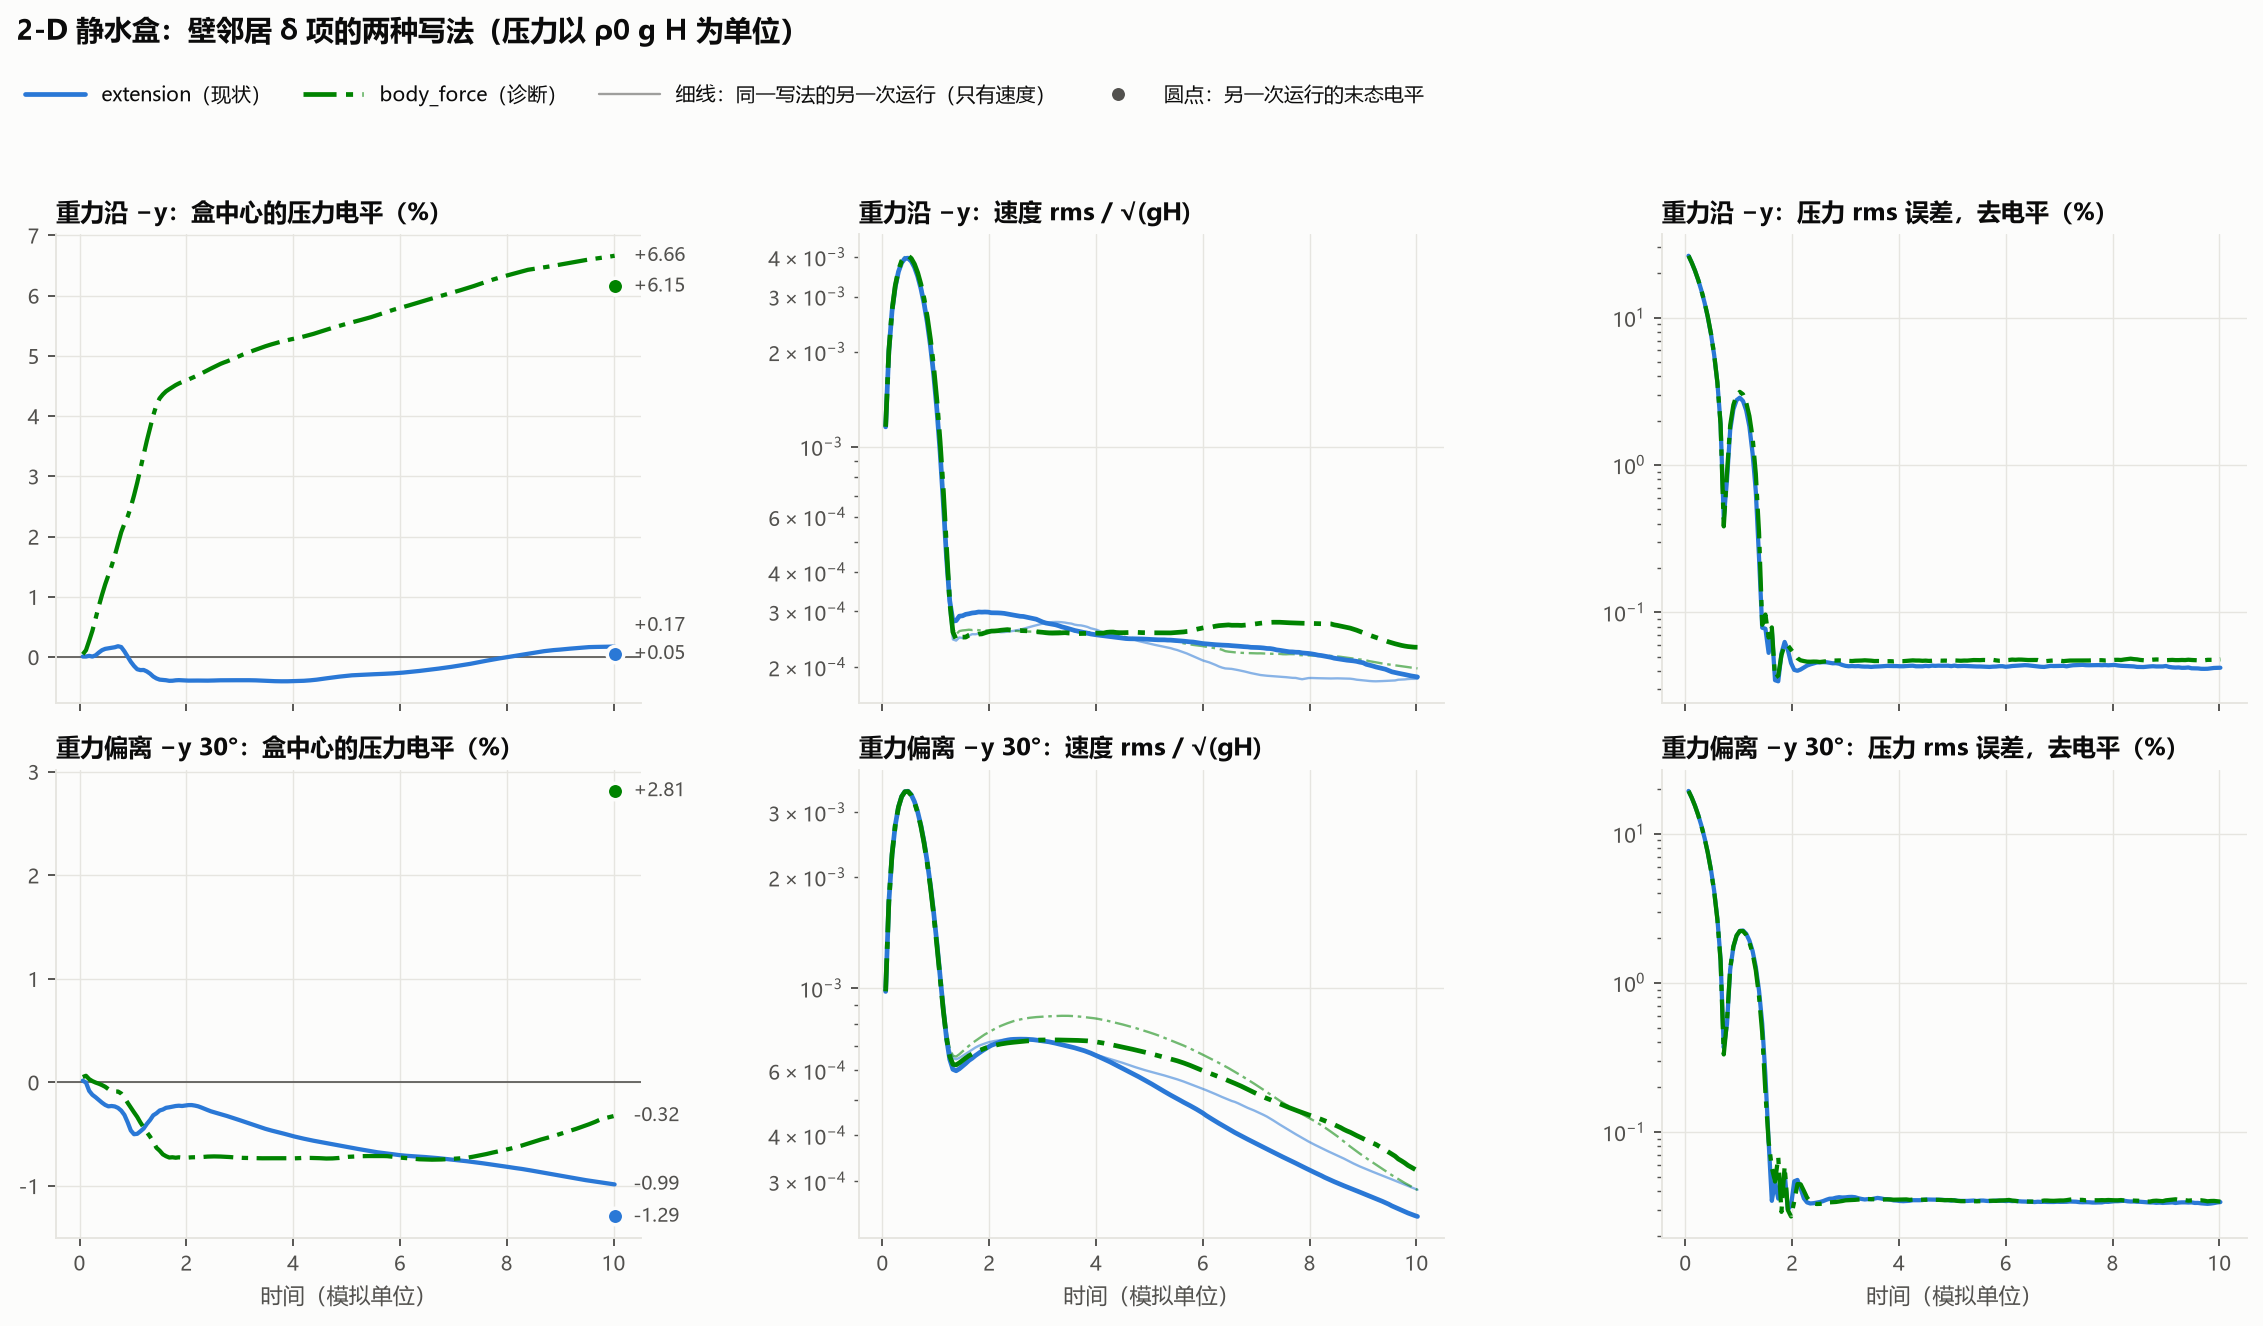 2-D 静水盒：壁邻居 δ 项的两种写法（压力以 ρ0 g H 为单位）
extension（现状）
body_force（诊断）
细线：同一写法的另一次运行（只有速度）
圆点：另一次运行的末态电平
重力沿 −y：盒中心的压力电平（%）
7
6
5
4
3
2
1
0
+6.66
+6.15
+0.17
+0.05
重力沿 −y：速度 rms / √(gH)
4 × 10⁻³
3 × 10⁻³
2 × 10⁻³
10⁻³
6 × 10⁻⁴
4 × 10⁻⁴
3 × 10⁻⁴
2 × 10⁻⁴
重力沿 −y：压力 rms 误差，去电平（%）
10¹
10⁰
10⁻¹
重力偏离 −y 30°：盒中心的压力电平（%）
3
2
1
0
-1
+2.81
-0.32
-0.99
-1.29
0 2 4 6 8 10
时间（模拟单位）
重力偏离 −y 30°：速度 rms / √(gH)
3 × 10⁻³
2 × 10⁻³
10⁻³
6 × 10⁻⁴
4 × 10⁻⁴
3 × 10⁻⁴
0 2 4 6 8 10
时间（模拟单位）
重力偏离 −y 30°：压力 rms 误差，去电平（%）
10¹
10⁰
10⁻¹
0 2 4 6 8 10
时间（模拟单位）